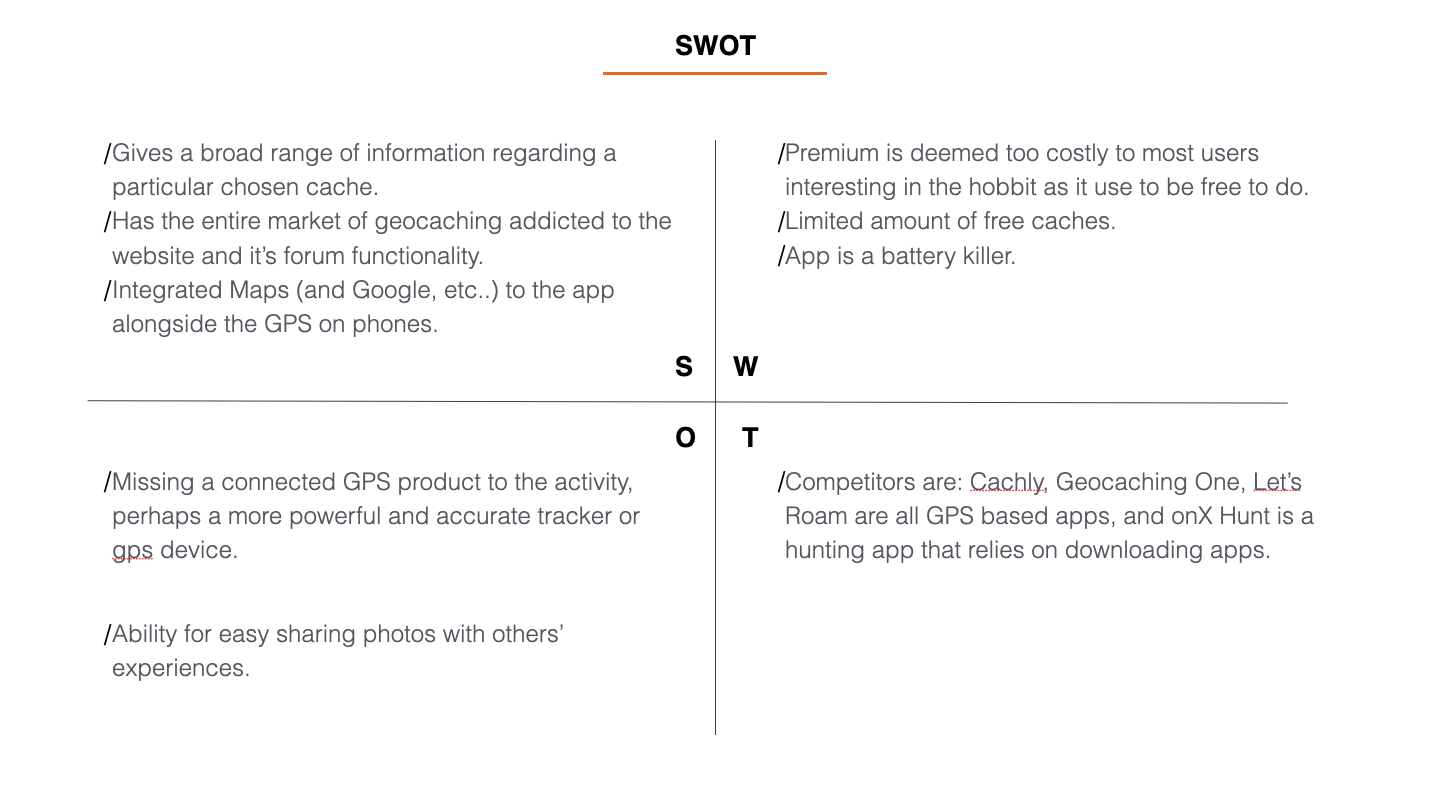 SWOT
/Gives a broad range of information regarding a
particular chosen cache.
/Has the entire market of geocaching addicted to the
website and it’s forum functionality.
/Integrated Maps (and Google, etc..) to the app
alongside the GPS on phones.
S
/Premium is deemed too costly to most users
interesting in the hobbit as it use to be free to do.
/Limited amount of free caches.
/App is a battery killer.
W
O
/Missing a connected GPS product to the activity,
perhaps a more powerful and accurate tracker or
gps device.
/Ability for easy sharing photos with others’
experiences.
T
/Competitors are: Cachly, Geocaching One, Let’s
Roam are all GPS based apps, and onX Hunt is a
hunting app that relies on downloading apps.